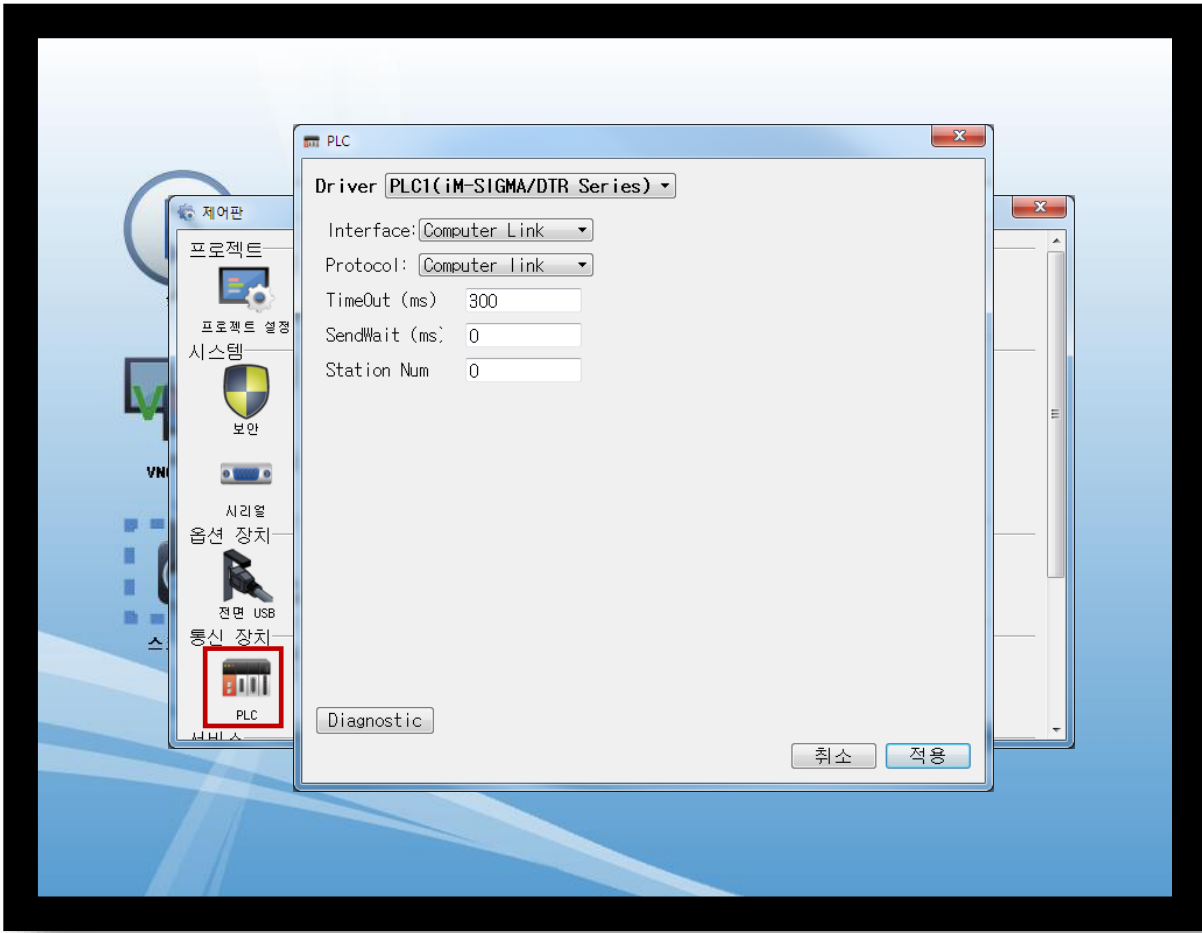 PLC
Driver PLC1(iM-SIGMA/DTR Series)
Interface: Computer Link
Protocol: Computer link
TimeOut (ms) 300
SendWait (ms) 0
Station Num 0
Diagnostic
취소 적용
제어판
프로젝트
프로젝트 설정
시스템
보안
시리얼
옵션 장치
전면 USB
통신 장치
PLC